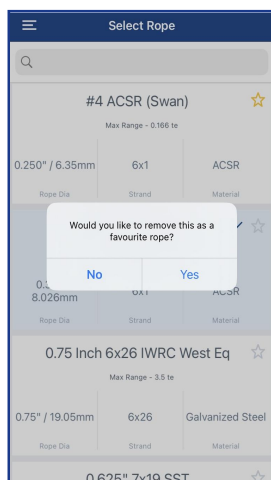 Select Rope
#4 ACSR (Swan)
Max Range - 0.166 te
0.250" / 6.35mm 6x1 ACSR
Rope Dia Strand Material
Would you like to remove this as a
favourite rope?
No Yes
8.026mm 6x1 ACSR
Rope Dia Strand Material
0.75 Inch 6x26 IWRC West Eq
Max Range - 3.5 te
0.75" / 19.05mm 6x26 Galvanized Steel
Rope Dia Strand Material
0.625" 7x19 SST